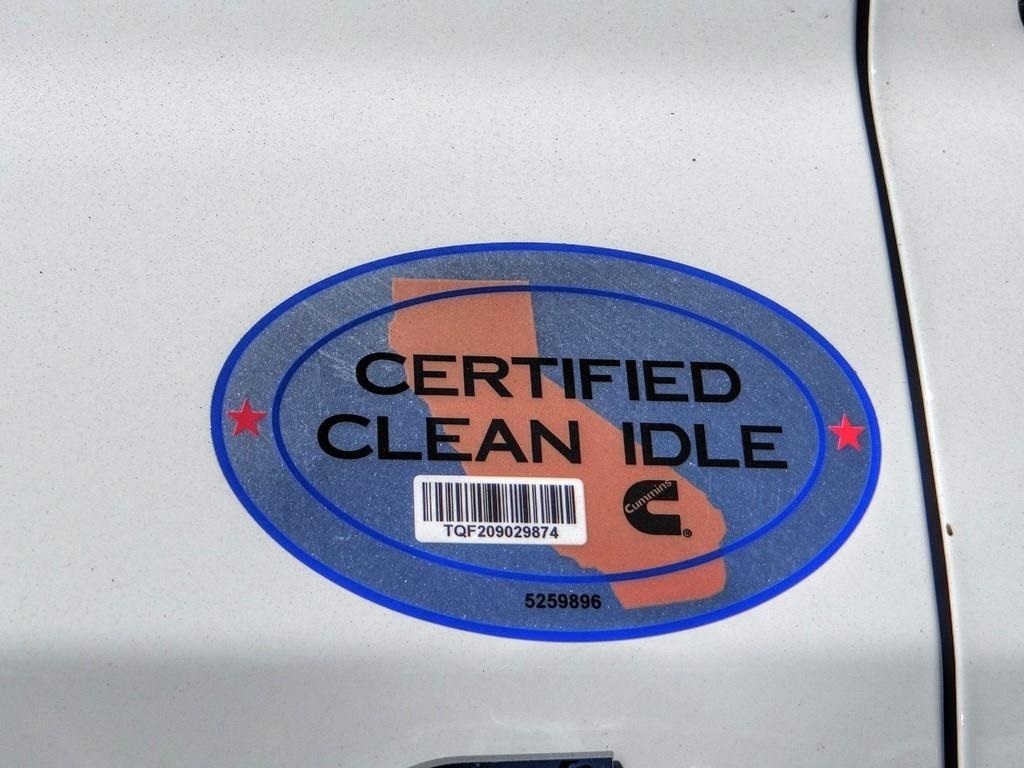 CERTIFIED
CLEAN IDLE
TQF209029874
Cummins
®
5259896